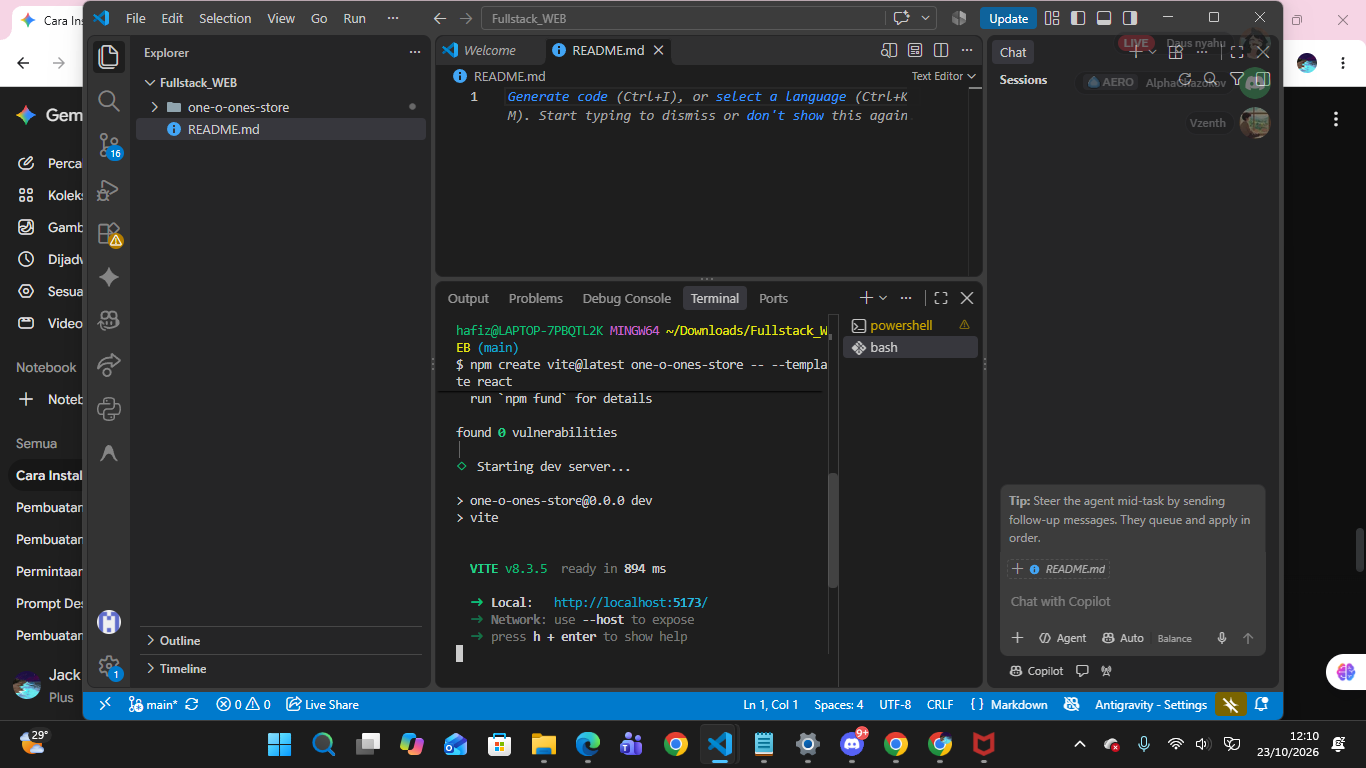 Cara Insta
File Edit Selection View Go Run ···
Fullstack_WEB
Update
Gem
Perca
Koleks
Gamb
Dijadw
Sesua
Video
Notebook
Noteb
Semua
Cara Instal
Pembuatan
Pembuatan
Permintaan
Prompt Des
Pembuatan
Jack
Plus
Explorer
Fullstack_WEB
one-o-ones-store
README.md
16
1
Outline
Timeline
Welcome
README.md
README.md
Text Editor
1
Generate code (Ctrl+I), or select a language (Ctrl+K
M). Start typing to dismiss or don't show this again.
Output Problems Debug Console Terminal Ports
hafiz@LAPTOP-7PBQTL2K MINGW64 ~/Downloads/Fullstack_W
EB (main)
$ npm create vite@latest one-o-ones-store -- --templa
te react
run `npm fund` for details
found 0 vulnerabilities
Starting dev server...
> one-o-ones-store@0.0.0 dev
> vite
VITE v8.3.5 ready in 894 ms
➜ Local: http://localhost:5173/
➜ Network: use --host to expose
➜ press h + enter to show help
powershell
bash
Chat
LIVE
Daus nyahu
Sessions
AERO
AlphaGhazokov
Vzenth
Tip: Steer the agent mid-task by sending
follow-up messages. They queue and apply in
order.
README.md
Chat with Copilot
Agent Auto Balance
Copilot
main* 0 0 Live Share
Ln 1, Col 1 Spaces: 4 UTF-8 CRLF { } Markdown Antigravity - Settings
29°
9+
12:10
23/10/2026